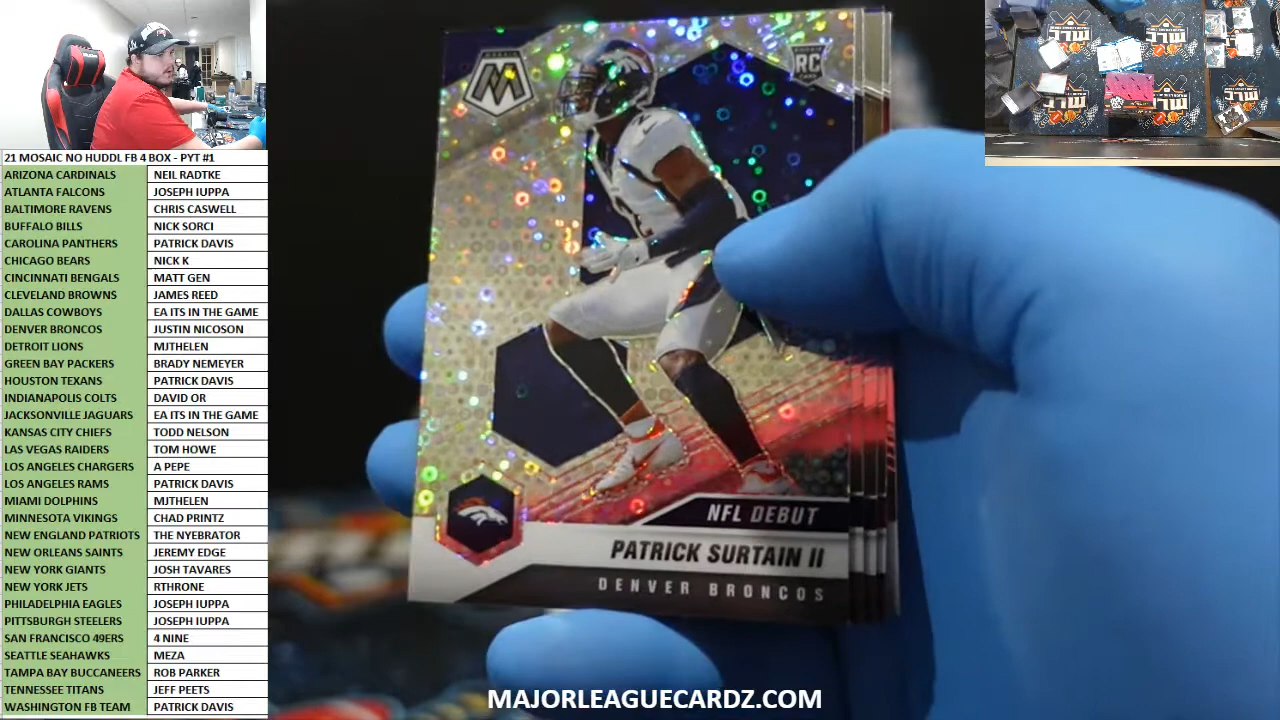 21 MOSAIC NO HUDDL FB 4 BOX - PYT #1
ARIZONA CARDINALS NEIL RADTKE
ATLANTA FALCONS JOSEPH IUPPA
BALTIMORE RAVENS CHRIS CASWELL
BUFFALO BILLS NICK SORCI
CAROLINA PANTHERS PATRICK DAVIS
CHICAGO BEARS NICK K
CINCINNATI BENGALS MATT GEN
CLEVELAND BROWNS JAMES REED
DALLAS COWBOYS EA ITS IN THE GAME
DENVER BRONCOS JUSTIN NICOSON
DETROIT LIONS MJTHELEN
GREEN BAY PACKERS BRADY NEMEYER
HOUSTON TEXANS PATRICK DAVIS
INDIANAPOLIS COLTS DAVID OR
JACKSONVILLE JAGUARS EA ITS IN THE GAME
KANSAS CITY CHIEFS TODD NELSON
LAS VEGAS RAIDERS TOM HOWE
LOS ANGELES CHARGERS A PEPE
LOS ANGELES RAMS PATRICK DAVIS
MIAMI DOLPHINS MJTHELEN
MINNESOTA VIKINGS CHAD PRINTZ
NEW ENGLAND PATRIOTS THE NYEBRATOR
NEW ORLEANS SAINTS JEREMY EDGE
NEW YORK GIANTS JOSH TAVARES
NEW YORK JETS RTHRONE
PHILADELPHIA EAGLES JOSEPH IUPPA
PITTSBURGH STEELERS JOSEPH IUPPA
SAN FRANCISCO 49ERS 4 NINE
SEATTLE SEAHAWKS MEZA
TAMPA BAY BUCCANEERS ROB PARKER
TENNESSEE TITANS JEFF PEETS
WASHINGTON FB TEAM PATRICK DAVIS
MOSAIC
M
ROOKIE
RC
CARD
NFL DEBUT
PATRICK SURTAIN II
DENVER BRONCOS
MAJORLEAGUECARDZ.COM